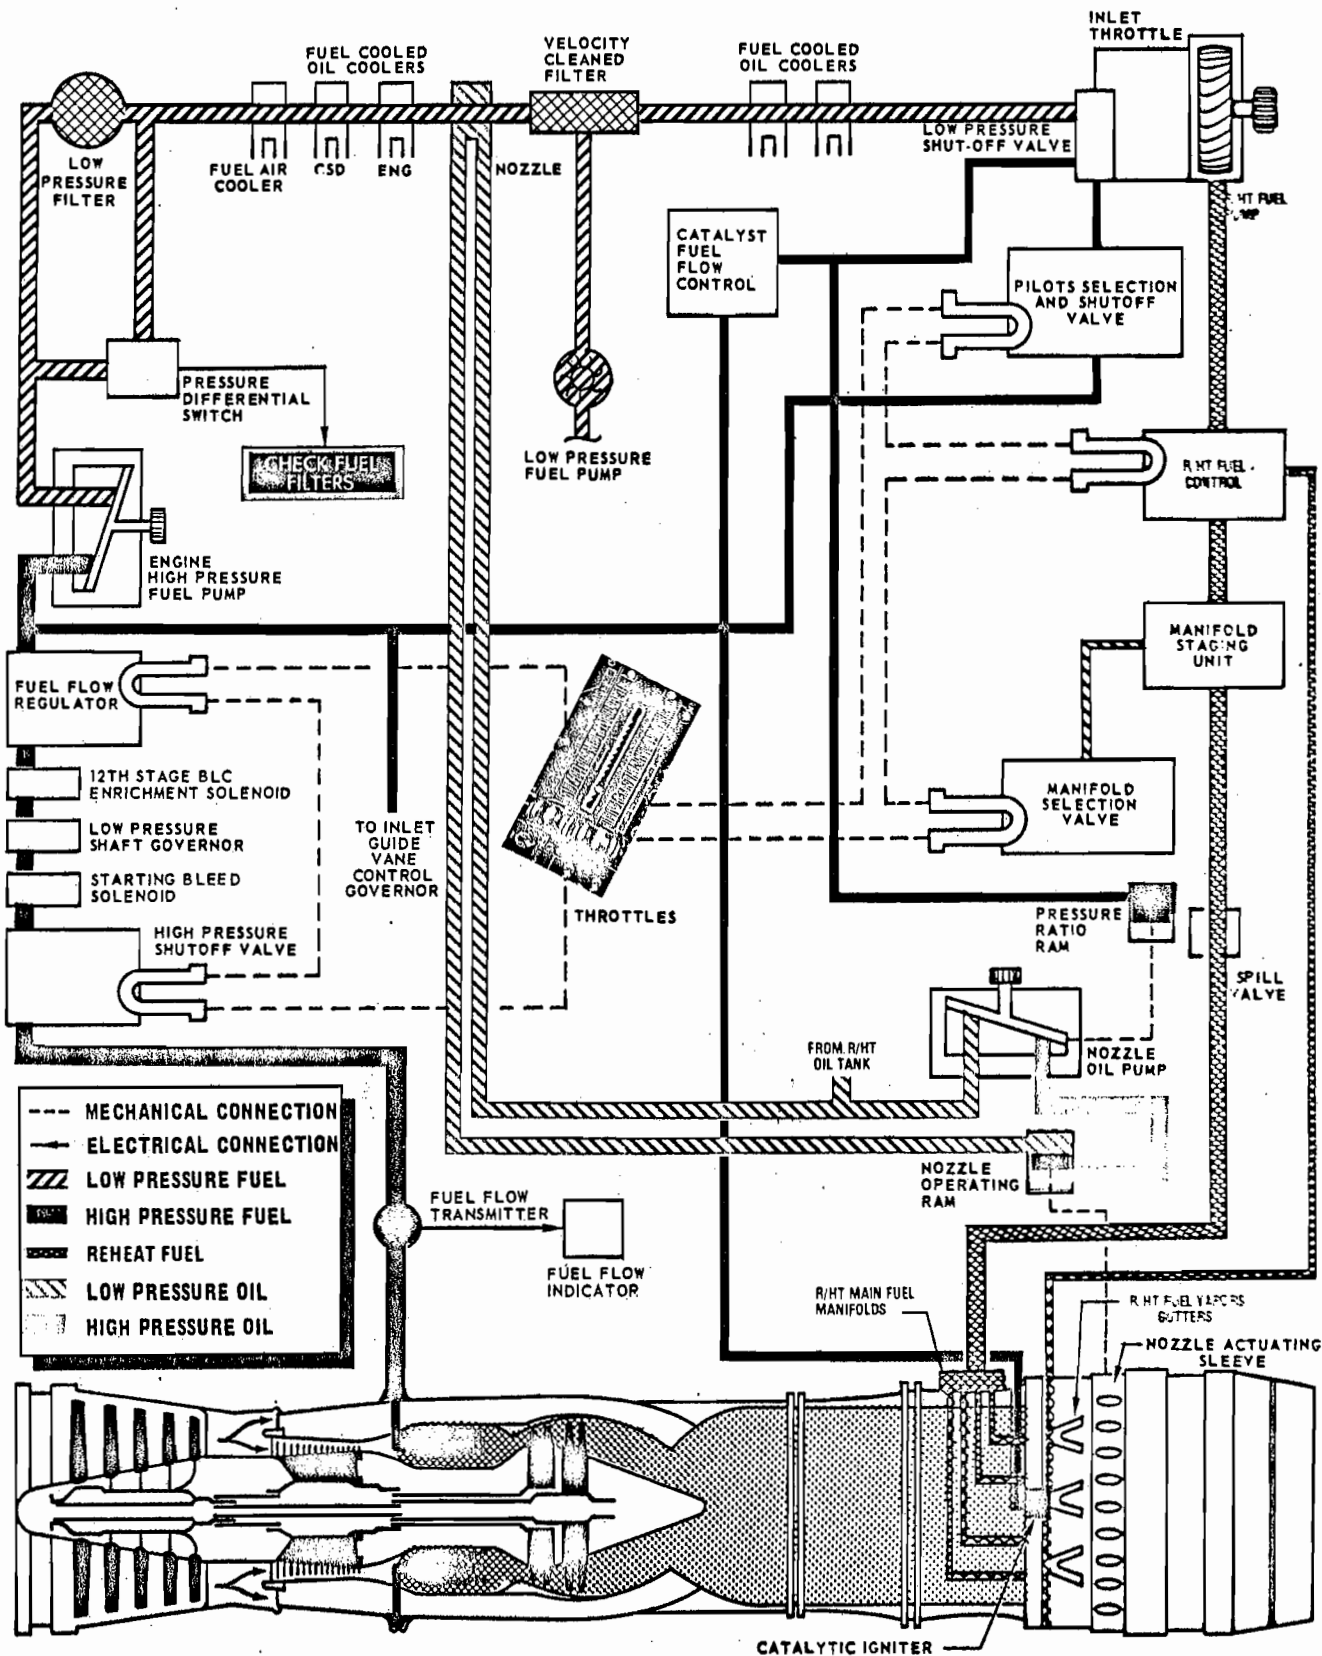 INLET
THROTTLE
VELOCITY
CLEANED
FILTER
FUEL COOLED
OIL COOLERS
FUEL COOLED
OIL COOLERS
LOW PRESSURE
SHUT-OFF VALVE
LOW
PRESSURE
FILTER
FUEL AIR
COOLER
CSD
ENG
NOZZLE
HT FUEL
CATALYST
FUEL
FLOW
CONTROL
PILOTS SELECTION
AND SHUTOFF
VALVE
PRESSURE
DIFFERENTIAL
SWITCH
CHECK FUEL
FILTERS
LOW PRESSURE
FUEL PUMP
R/HT FUEL
CONTROL
ENGINE
HIGH PRESSURE
FUEL PUMP
MANIFOLD
STAGING
UNIT
FUEL FLOW
REGULATOR
12TH STAGE BLC
ENRICHMENT SOLENOID
LOW PRESSURE
SHAFT GOVERNOR
STARTING BLEED
SOLENOID
TO INLET
GUIDE
VANE
CONTROL
GOVERNOR
MANIFOLD
SELECTION
VALVE
THROTTLES
HIGH PRESSURE
SHUTOFF VALVE
PRESSURE
RATIO
RAM
SPILL
VALVE
FROM R/HT
OIL TANK
NOZZLE
OIL PUMP
MECHANICAL CONNECTION
ELECTRICAL CONNECTION
LOW PRESSURE FUEL
HIGH PRESSURE FUEL
REHEAT FUEL
LOW PRESSURE OIL
HIGH PRESSURE OIL
NOZZLE
OPERATING
RAM
FUEL FLOW
TRANSMITTER
FUEL FLOW
INDICATOR
R/HT MAIN FUEL
MANIFOLDS
R/HT FUEL VAPORS
GUTTERS
NOZZLE ACTUATING
SLEEVE
CATALYTIC IGNITER